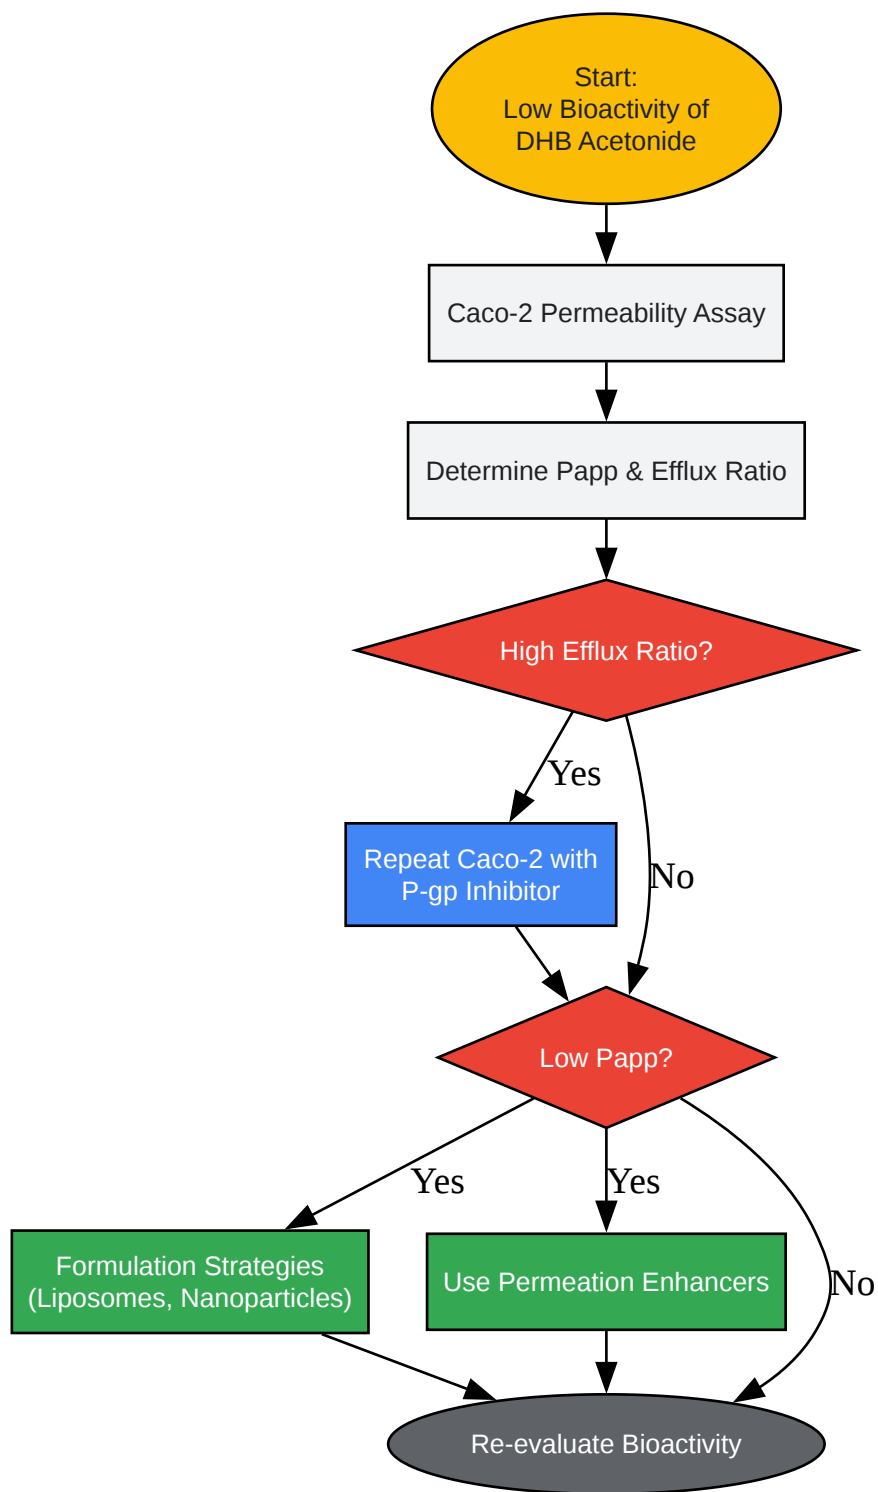 Start:
Low Bioactivity of
DHB Acetonide
Caco-2 Permeability Assay
Determine Papp & Efflux Ratio
High Efflux Ratio?
Yes
Repeat Caco-2 with
P-gp Inhibitor
No
Low Papp?
Yes
Yes
Formulation Strategies
(Liposomes, Nanoparticles)
Use Permeation Enhancers
No
Re-evaluate Bioactivity